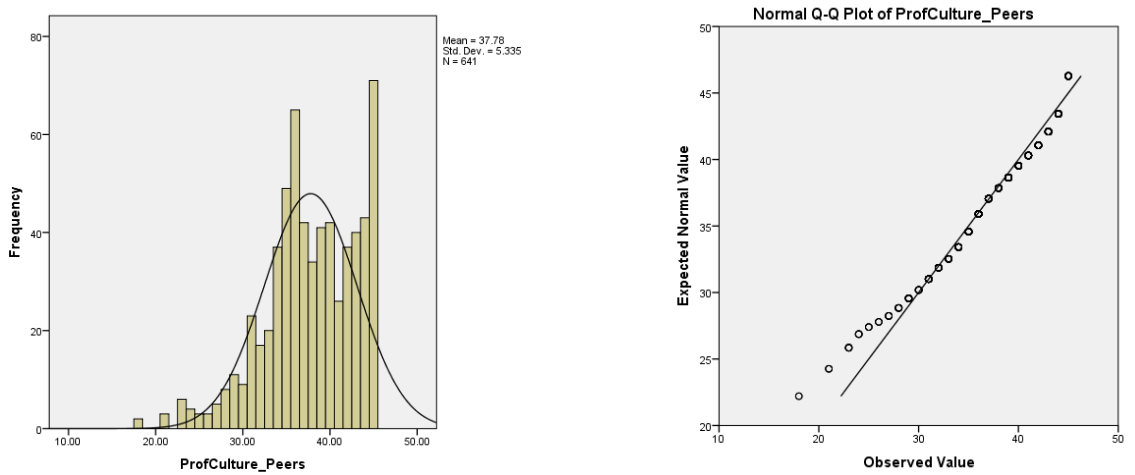 80
60
40
20
0
Frequency
10.00 20.00 30.00 40.00 50.00
ProfCulture_Peers
Mean = 37.78
Std. Dev. = 5.335
N = 641
Normal Q-Q Plot of ProfCulture_Peers
50
45
40
35
30
25
20
Expected Normal Value
10 20 30 40 50
Observed Value